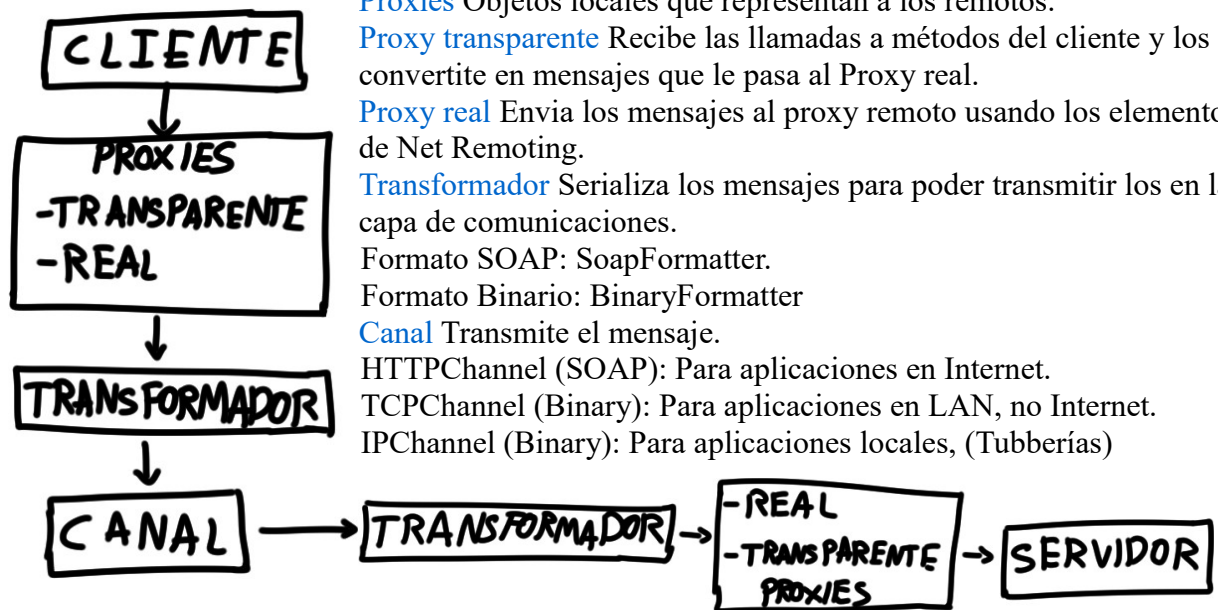 Proxies Objetos locales que representan a los remotos.
Proxy transparente Recibe las llamadas a métodos del cliente y los
convertite en mensajes que le pasa al Proxy real.
Proxy real Envia los mensajes al proxy remoto usando los elemento
de Net Remoting.
Transformador Serializa los mensajes para poder transmitir los en l
capa de comunicaciones.
Formato SOAP: SoapFormatter.
Formato Binario: BinaryFormatter
Canal Transmite el mensaje.
HTTPChannel (SOAP): Para aplicaciones en Internet.
TCPChannel (Binary): Para aplicaciones en LAN, no Internet.
IPChannel (Binary): Para aplicaciones locales, (Tubberías)
CLIENTE
PROXIES
-TRANSPARENTE
-REAL
TRANSFORMADOR
CANAL
TRANSFORMADOR
-REAL
-TRANSPARENTE
PROXIES
SERVIDOR